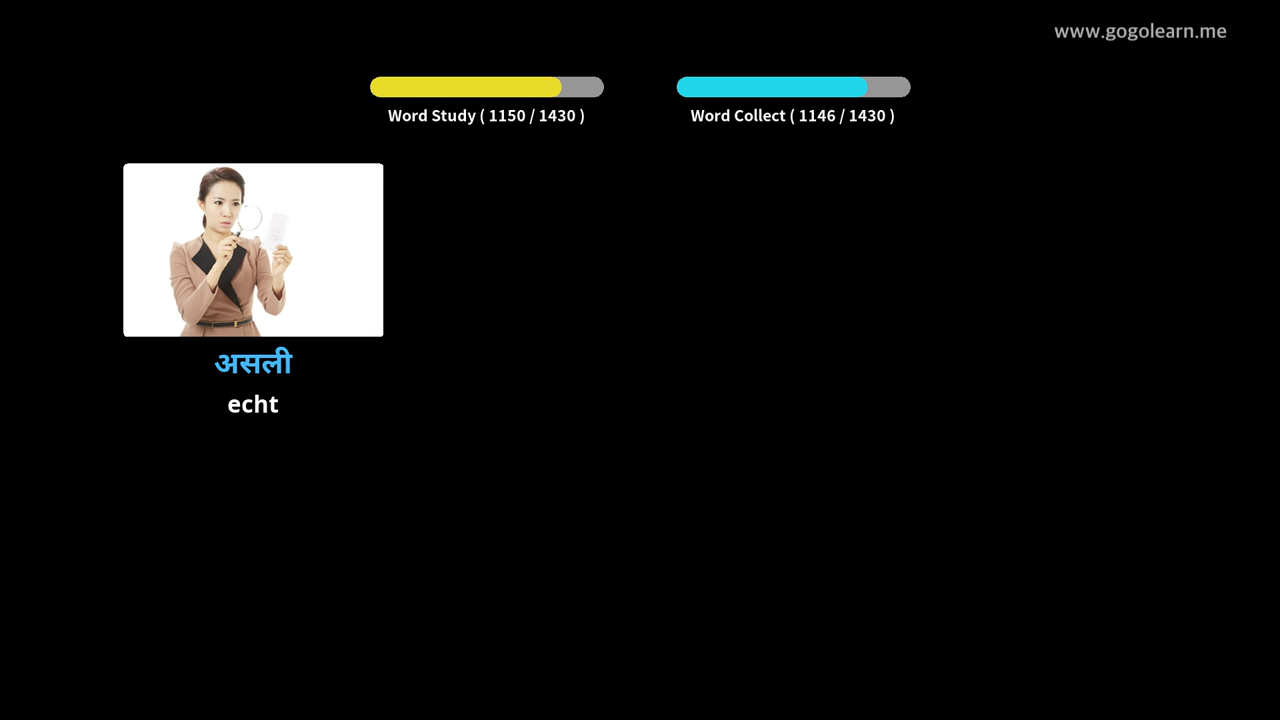 www.gogolearn.me
Word Study ( 1150 / 1430 )
Word Collect ( 1146 / 1430 )
असली
echt